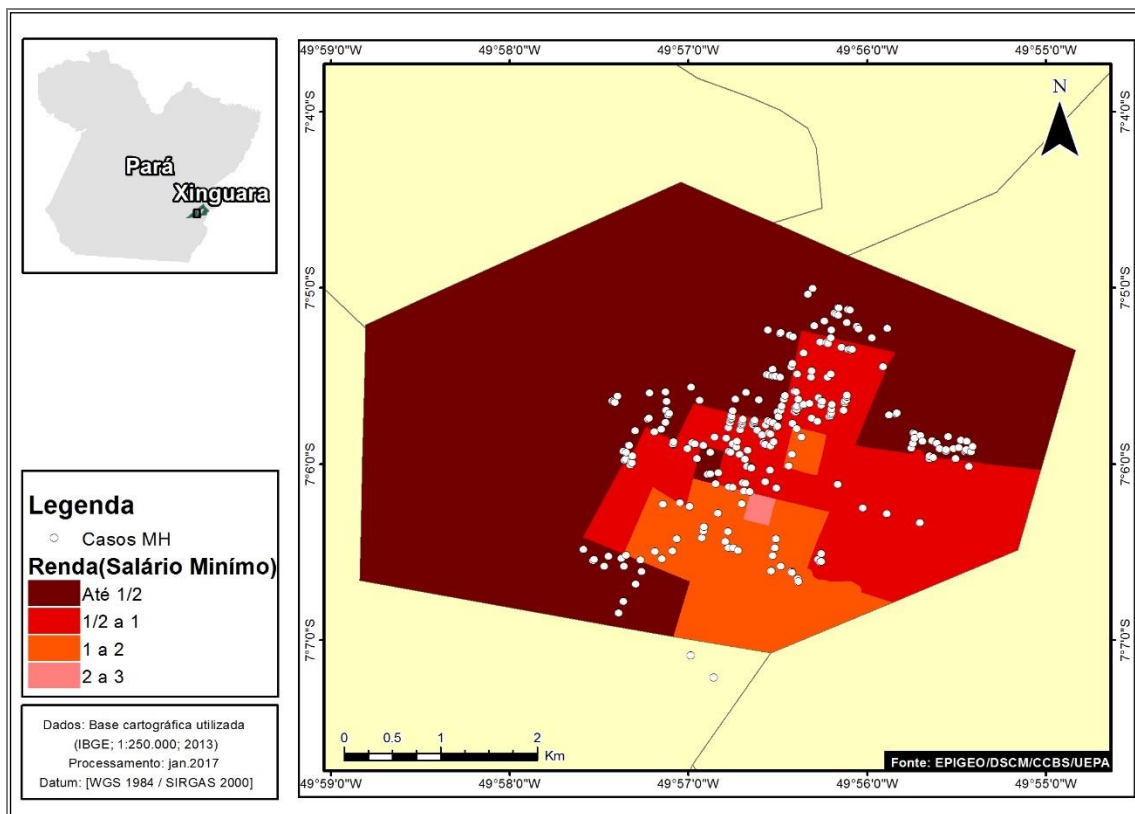 Pará
Xinguara
Legenda
Casos MH
Renda(Salário Minímo)
Até 1/2
1/2 a 1
1 a 2
2 a 3
Dados: Base cartográfica utilizada
(IBGE; 1:250.000; 2013)
Processamento: jan.2017
Datum: [WGS 1984 / SIRGAS 2000]
49°59'0"W 49°58'0"W 49°57'0"W 49°56'0"W 49°55'0"W
N
7°4'0"S 7°4'0"S
7°5'0"S 7°5'0"S
7°6'0"S 7°6'0"S
7°7'0"S 7°7'0"S
0 0.5 1 2
Km
Fonte: EPIGEO/DSCM/CCBS/UEPA
49°59'0"W 49°58'0"W 49°57'0"W 49°56'0"W 49°55'0"W